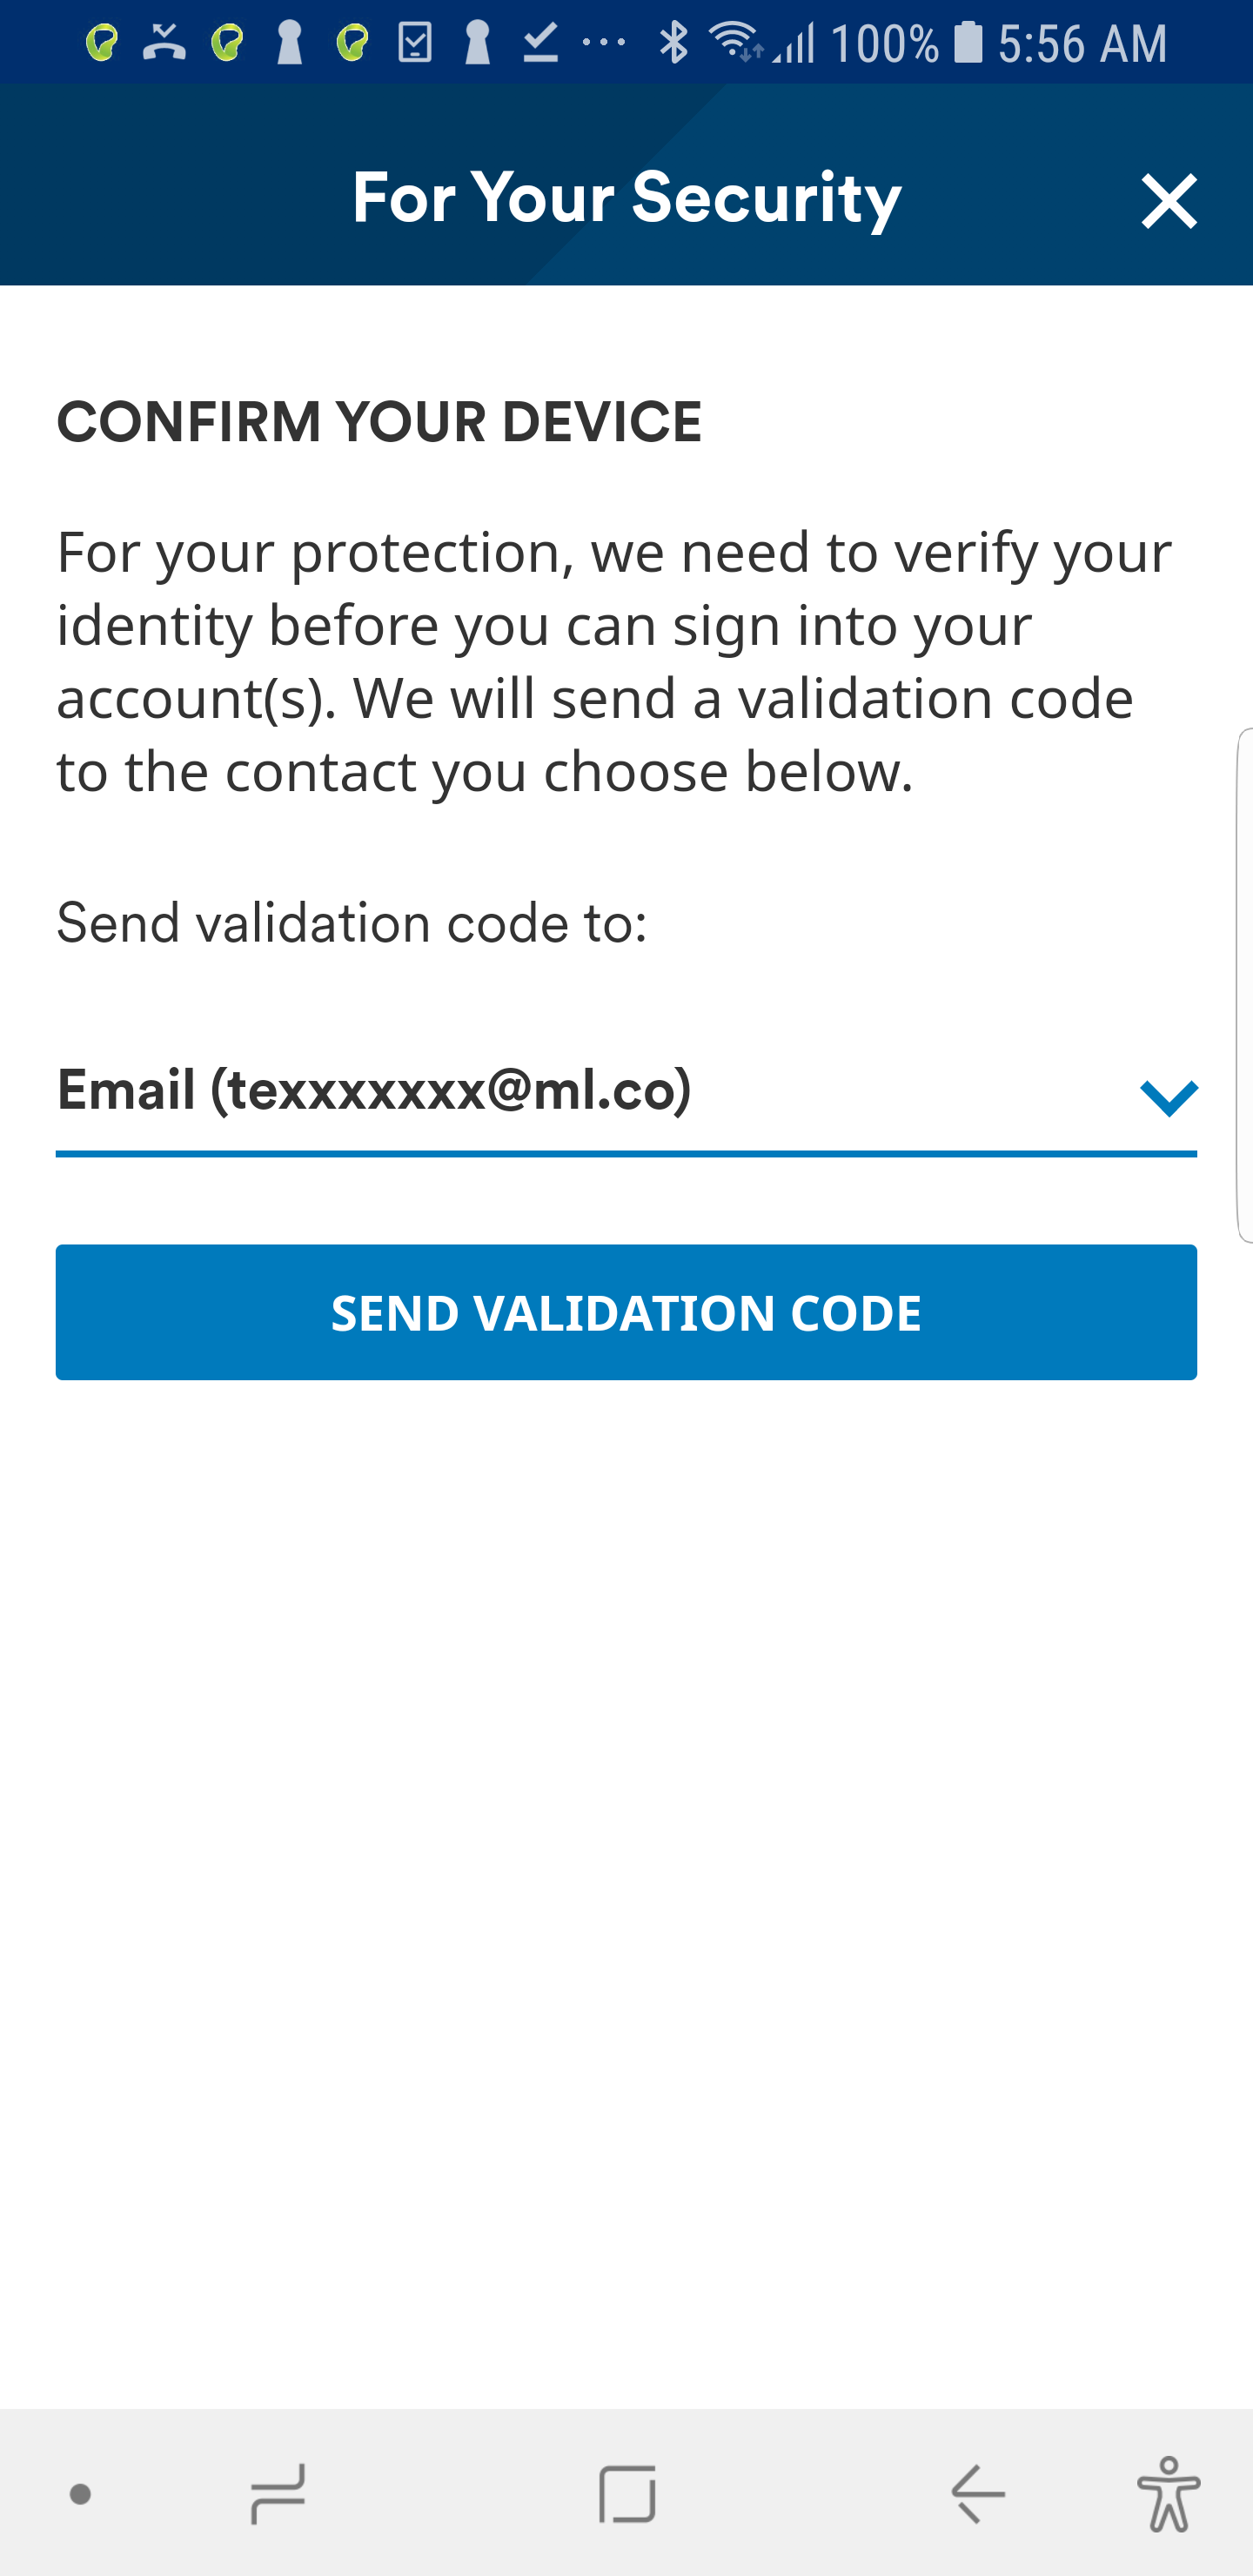 100% 5:56 AM
For Your Security
CONFIRM YOUR DEVICE
For your protection, we need to verify your
identity before you can sign into your
account(s). We will send a validation code
to the contact you choose below.
Send validation code to:
Email (texxxxxxx@ml.co)
SEND VALIDATION CODE